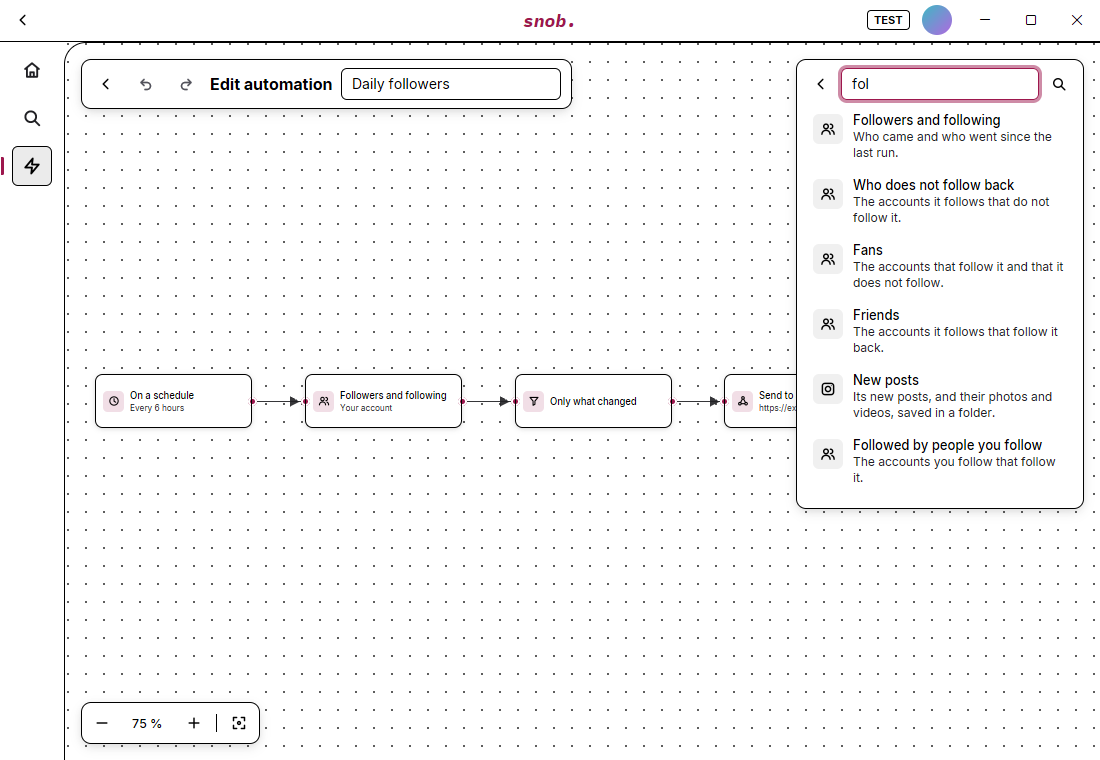 snob.
TEST
Edit automation
Daily followers
fol
Followers and following
Who came and who went since the
last run.
Who does not follow back
The accounts it follows that do not
follow it.
Fans
The accounts that follow it and that it
does not follow.
Friends
The accounts it follows that follow it
back.
New posts
Its new posts, and their photos and
videos, saved in a folder.
Followed by people you follow
The accounts you follow that follow
it.
On a schedule
Every 6 hours
Followers and following
Your account
Only what changed
Send to
https://ex
75 %